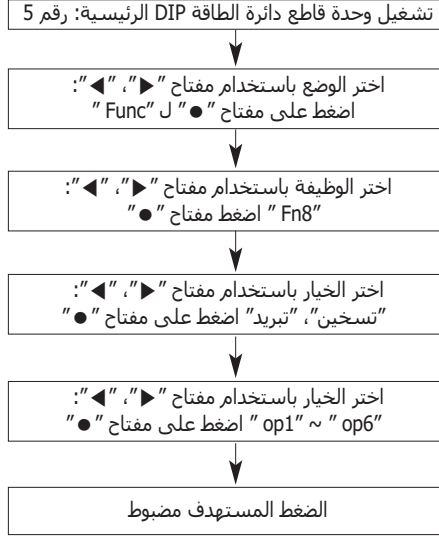 تشغيل وحدة قاطع دائرة الطاقة DIP الرئيسية: رقم 5
اختر الوضع باستخدام مفتاح "▶"، "◀":
اضغط على مفتاح "●" ل "Func "
اختر الوظيفة باستخدام مفتاح "▶"، "◀":
"Fn8 " اضغط مفتاح "●"
اختر الخيار باستخدام مفتاح "▶"، "◀":
"تسخين"، "تبريد" اضغط على مفتاح "●"
اختر الخيار باستخدام مفتاح "▶"، "◀":
"op1" ~ "op6 " اضغط على مفتاح "●"
الضغط المستهدف مضبوط